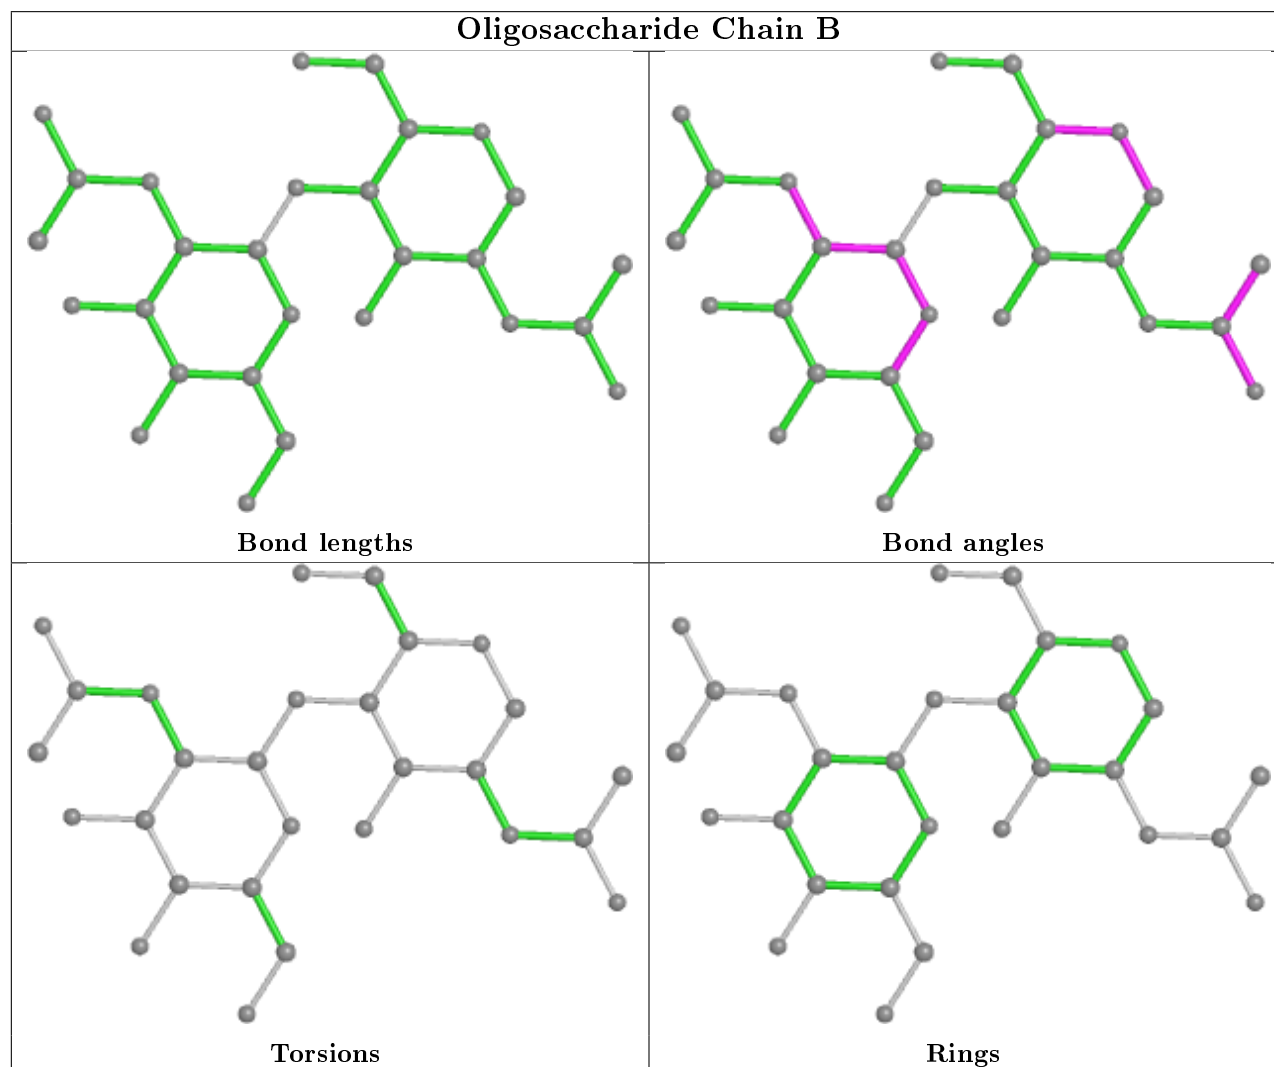 Oligosaccharide Chain B
Bond lengths
Bond angles
Torsions
Rings